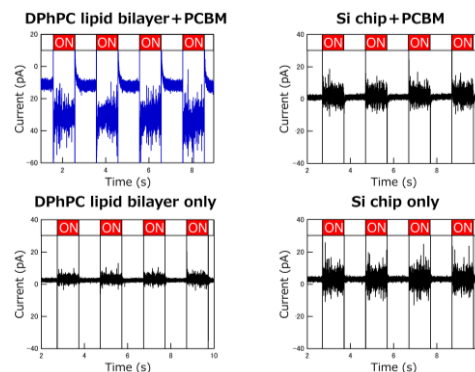 DPhPC lipid bilayer+PCBM
ON ON ON ON
Current (pA)
20
0
20
40
-60
2 4 6 8
Time (s)
Si chip+PCBM
ON ON ON ON
Current (pA)
40
20
0
-20
-40
2 4 6 8
Time (s)
DPhPC lipid bilayer only
ON ON ON ON
Current (pA)
40
20
0
-40
2 4 6 8 10
Time (s)
Si chip only
ON ON ON ON
Current (pA)
40
20
0
-40
2 4 6 8
Time (s)